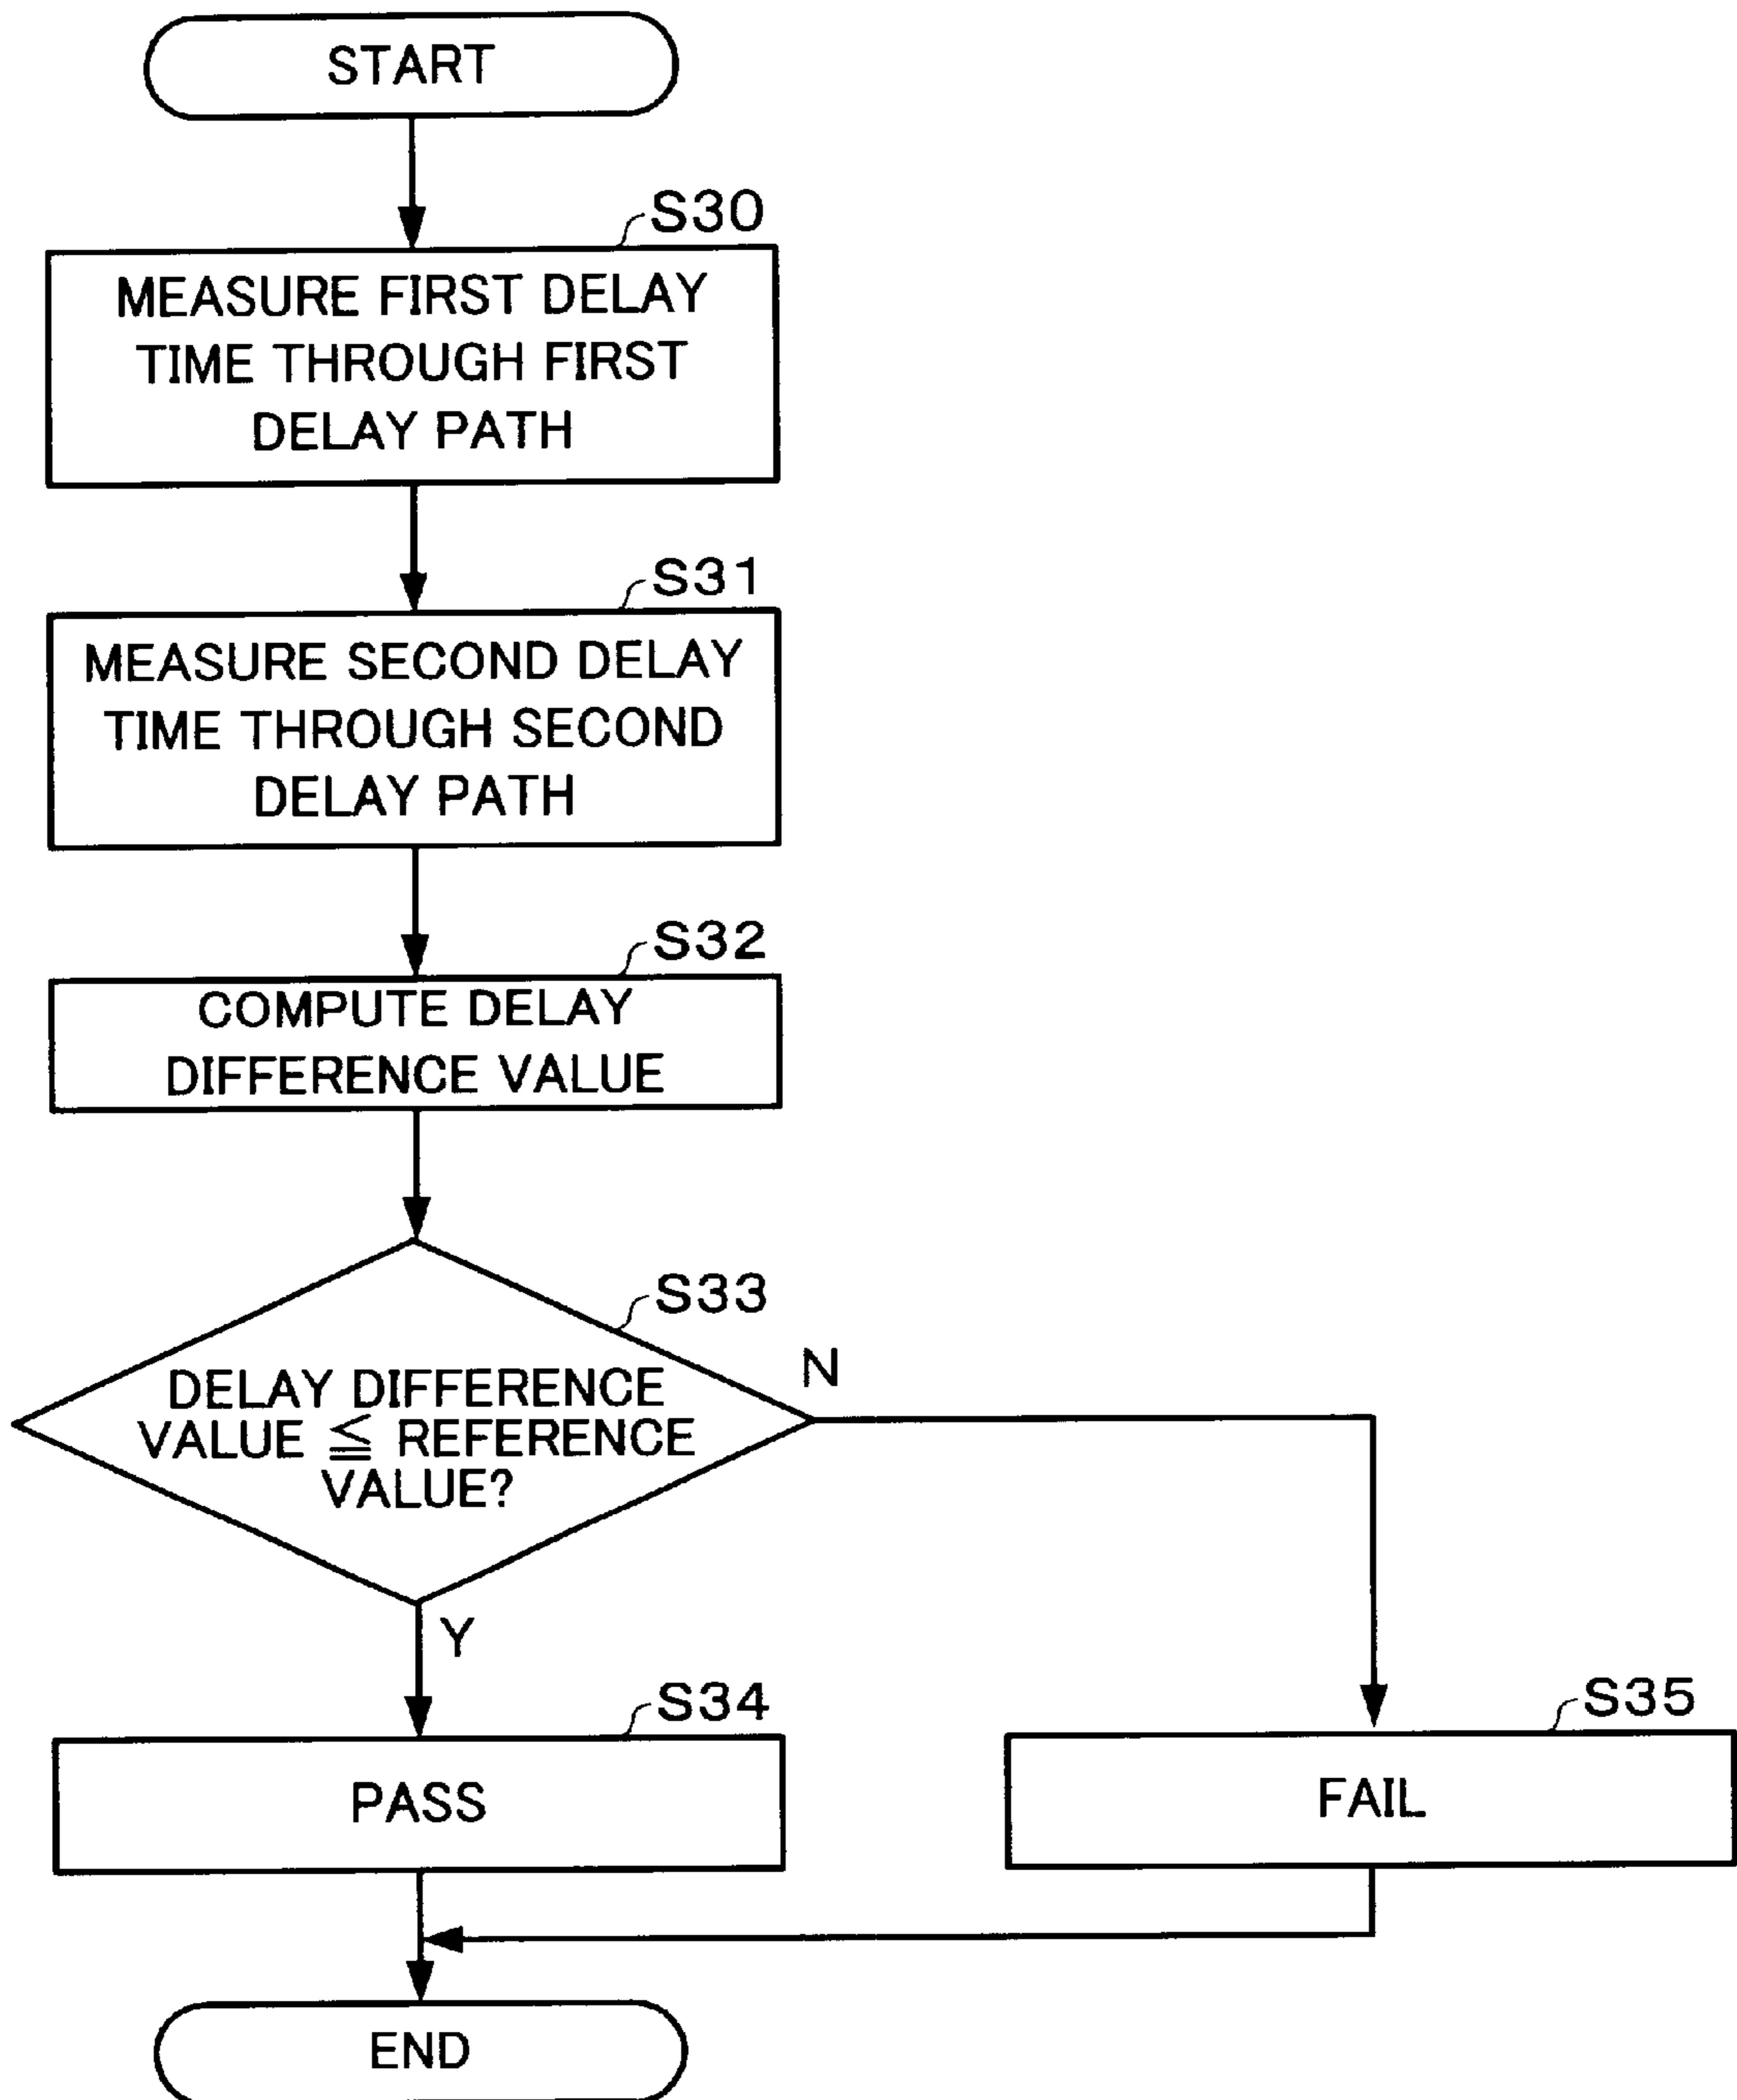 START
S30
MEASURE FIRST DELAY
TIME THROUGH FIRST
DELAY PATH
S31
MEASURE SECOND DELAY
TIME THROUGH SECOND
DELAY PATH
S32
COMPUTE DELAY
DIFFERENCE VALUE
S33
DELAY DIFFERENCE
VALUE ≦ REFERENCE
VALUE?
N
Y
S34
PASS
S35
FAIL
END